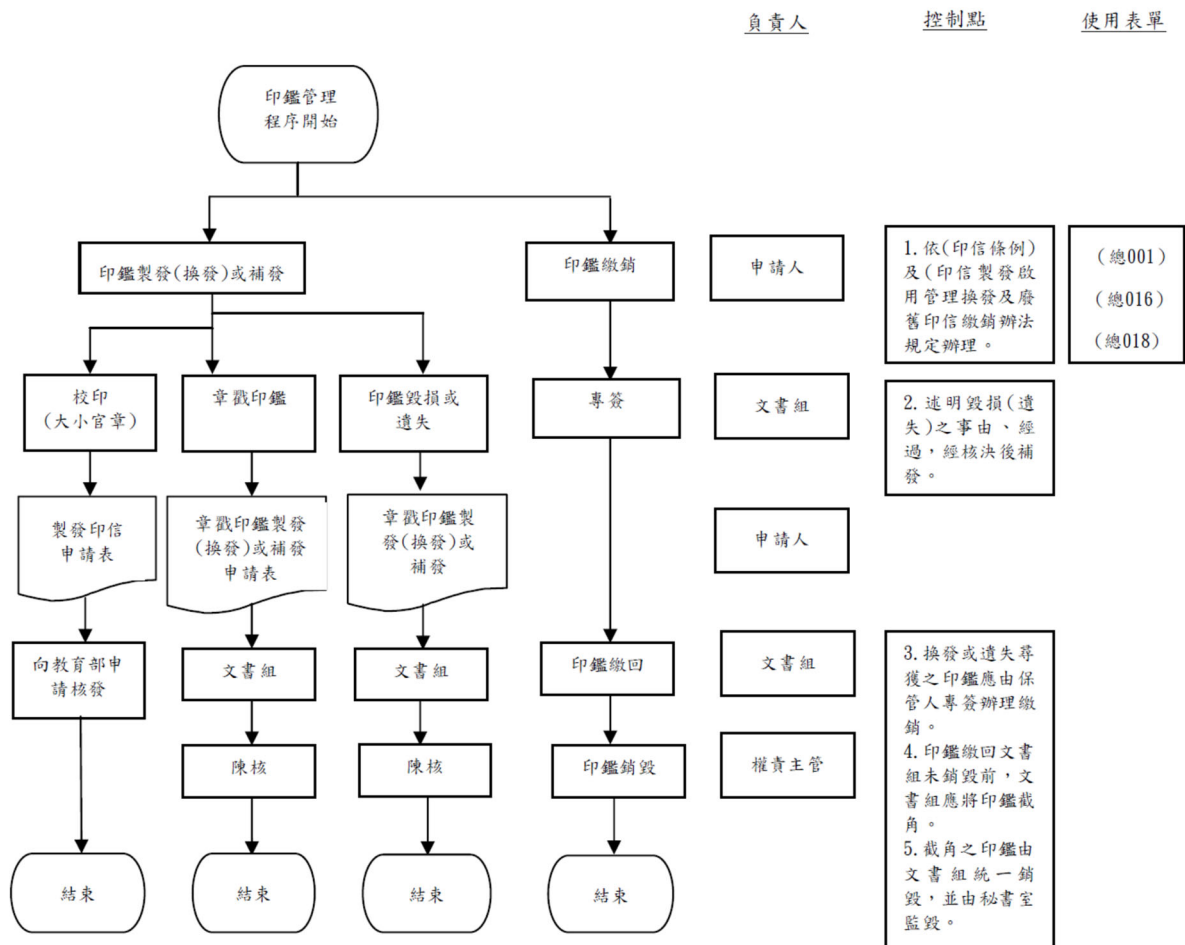 負責人
控制點
使用表單
印鑑管理
程序開始
印鑑製發(換發)或補發
印鑑繳銷
申請人
1.依(印信條例)
及(印信製發啟
用管理換發及廢
舊印信繳銷辦法
規定辦理。
(總001)
(總016)
(總018)
校印
(大小官章)
章戳印鑑
印鑑毀損或
遺失
專簽
文書組
2.述明毀損(遺
失)之事由、經
過,經核決後補
發。
製發印信
申請表
章戳印鑑製發
(換發)或補發
申請表
章戳印鑑製
發(換發)或
補發
申請人
向教育部申
請核發
文書組
文書組
印鑑繳回
文書組
3.換發或遺失尋
獲之印鑑應由保
管人專簽辦理繳
銷。
4.印鑑繳回文書
組未銷毀前,文
書組應將印鑑截
角。
5.截角之印鑑由
文書組統一銷
毀,並由秘書室
監毀。
陳核
陳核
印鑑銷毀
權責主管
結束
結束
結束
結束